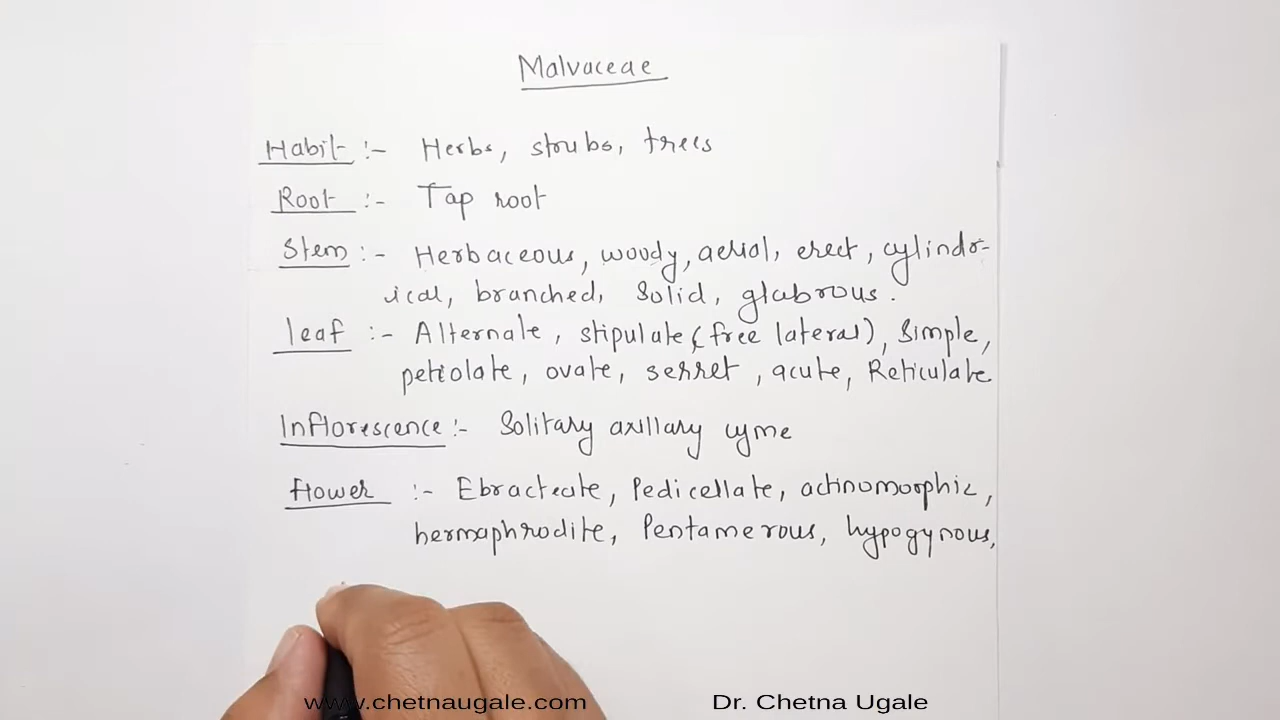 Malvaceae
Habit :- Herbs, strubs, trees
Root :- Tap root
Stem :- Herbaceous, woody, aerial, erect, cylindr-
ical, branched, Solid, glabrous.
leaf :- Alternate, stipulate (free lateral), Simple,
petiolate, ovate, serret, acute, Reticulate
Inflorescence :- Solitary axillary cyme
flower :- Ebracteate, Pedicellate, actinomorphic,
hermaphrodite, Pentamerous, hypogynous,
www.chetnaugale.com Dr. Chetna Ugale